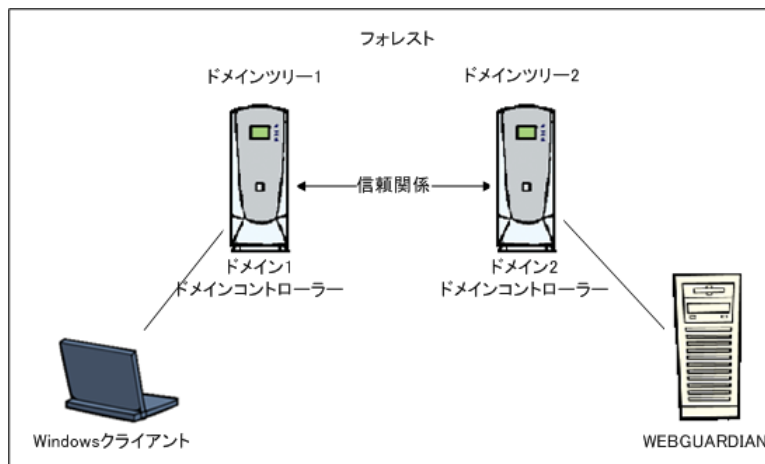 フォレスト
ドメインツリー1
ドメインツリー2
信頼関係
ドメイン1
ドメインコントローラー
ドメイン2
ドメインコントローラー
Windowsクライアント
WEBGUARDIAN